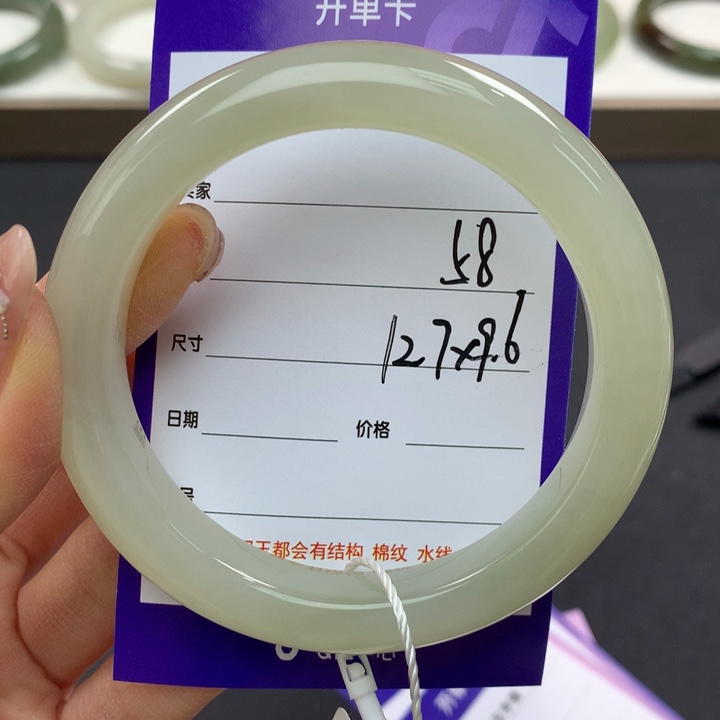 开单卡
家
58
尺寸 127x9.6
日期 价格
号
玉都会有结构 棉纹 水线